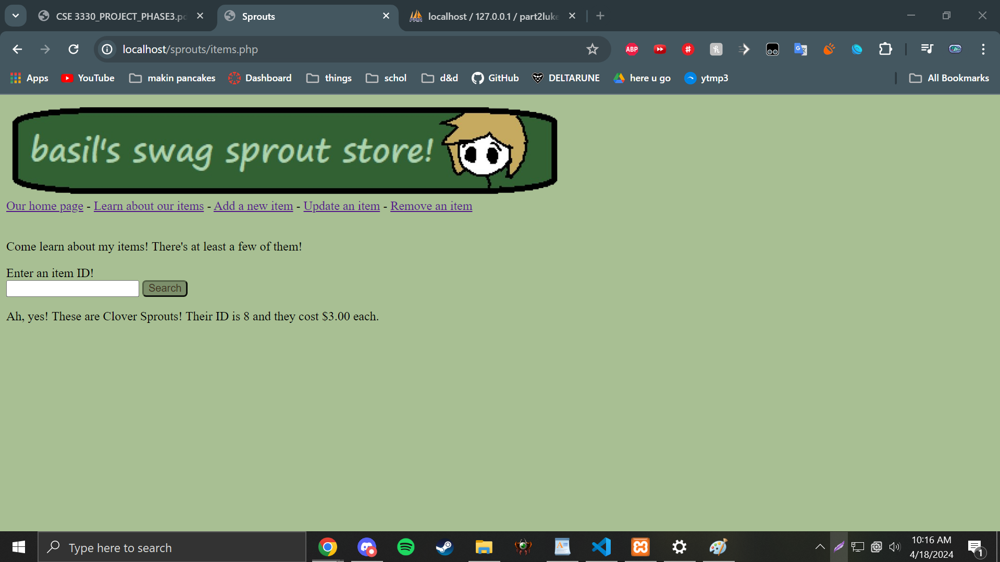 CSE 3330_PROJECT_PHASE3.pd
Sprouts
localhost / 127.0.0.1 / part2luke
localhost/sprouts/items.php
ABP
Apps
YouTube
makin pancakes
Dashboard
things
schol
d&d
GitHub
DELTARUNE
here u go
ytmp3
All Bookmarks
basil's swag sprout store!
Our home page - Learn about our items - Add a new item - Update an item - Remove an item
Come learn about my items! There's at least a few of them!
Enter an item ID!
Search
Ah, yes! These are Clover Sprouts! Their ID is 8 and they cost $3.00 each.
Type here to search
10:16 AM
4/18/2024
1